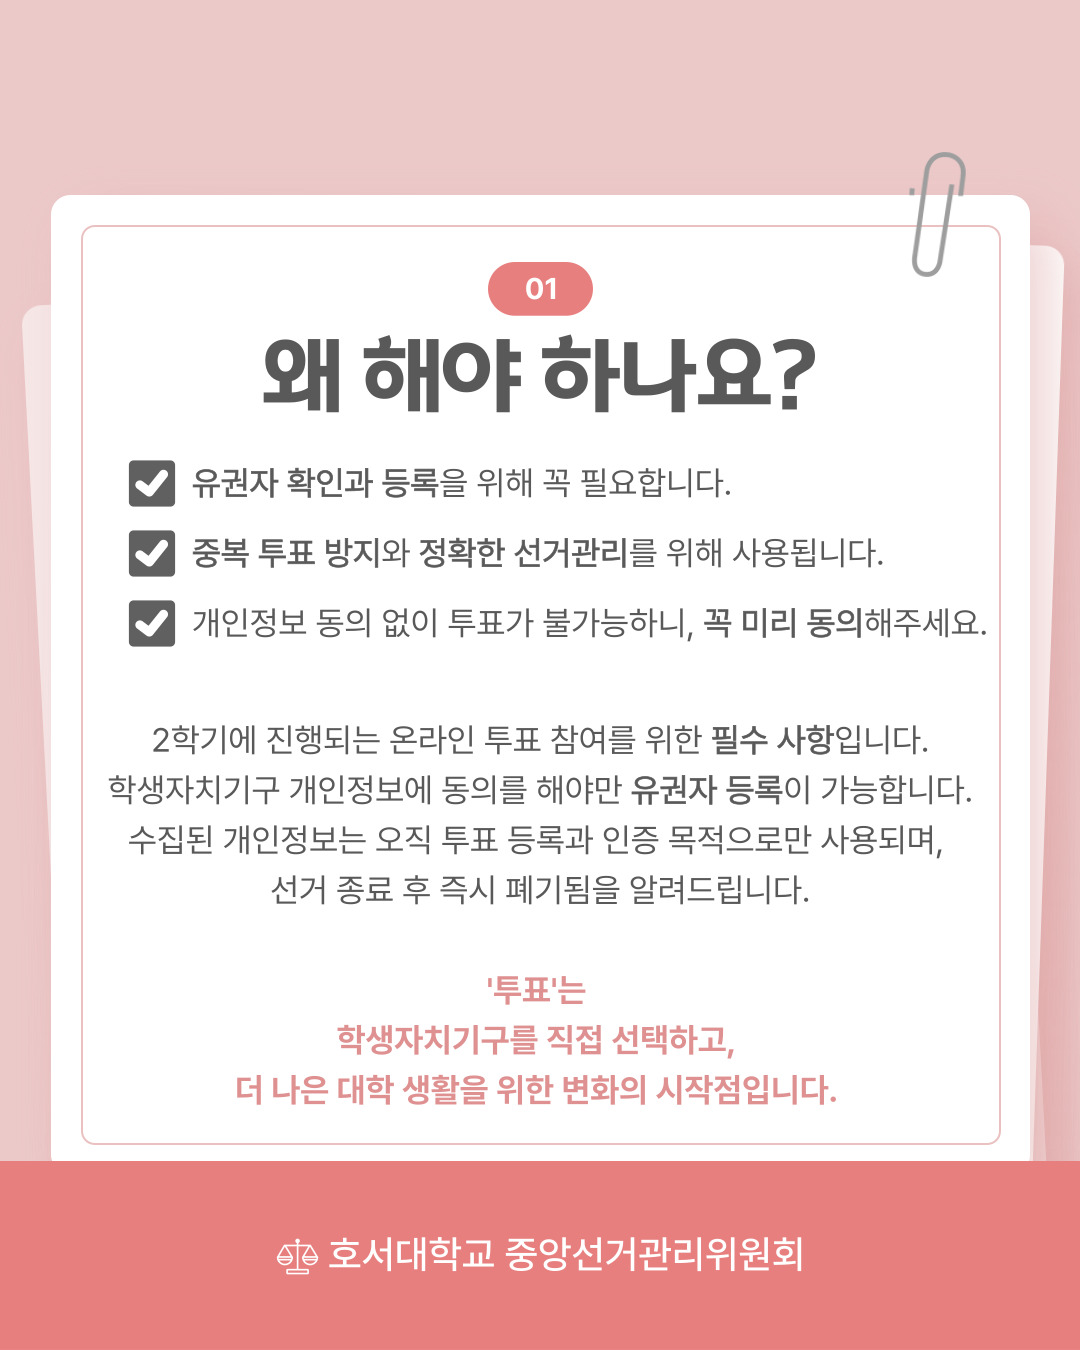 01
왜 해야 하나요?
유권자 확인과 등록을 위해 꼭 필요합니다.
중복 투표 방지와 정확한 선거관리를 위해 사용됩니다.
개인정보 동의 없이 투표가 불가능하니, 꼭 미리 동의해주세요.
2학기에 진행되는 온라인 투표 참여를 위한 필수 사항입니다.
학생자치기구 개인정보에 동의를 해야만 유권자 등록이 가능합니다.
수집된 개인정보는 오직 투표 등록과 인증 목적으로만 사용되며,
선거 종료 후 즉시 폐기됨을 알려드립니다.
'투표'는
학생자치기구를 직접 선택하고,
더 나은 대학 생활을 위한 변화의 시작점입니다.
호서대학교 중앙선거관리위원회